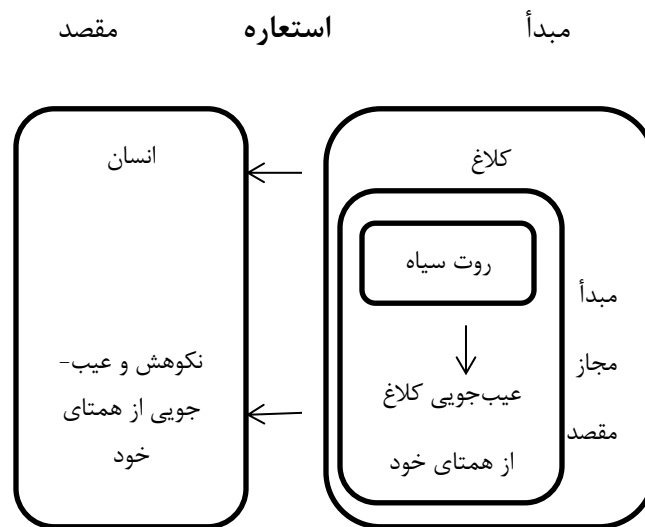 مبدأ
استعاره
مقصد
کلاغ
روت سیاه
عیب‌جویی کلاغ
از همتای خود
مبدأ
مجاز
مقصد
انسان
نکوهش و عیب-
جویی از همتای
خود